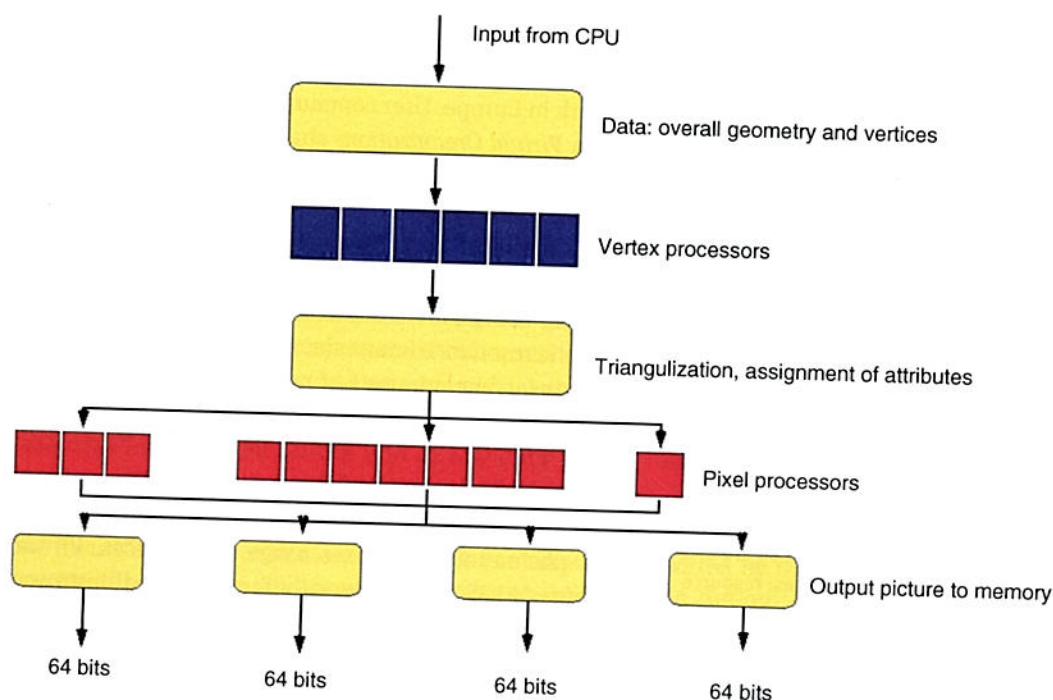 Input from CPU
Data: overall geometry and vertices
Vertex processors
Triangulization, assignment of attributes
Pixel processors
Output picture to memory
64 bits
64 bits
64 bits
64 bits